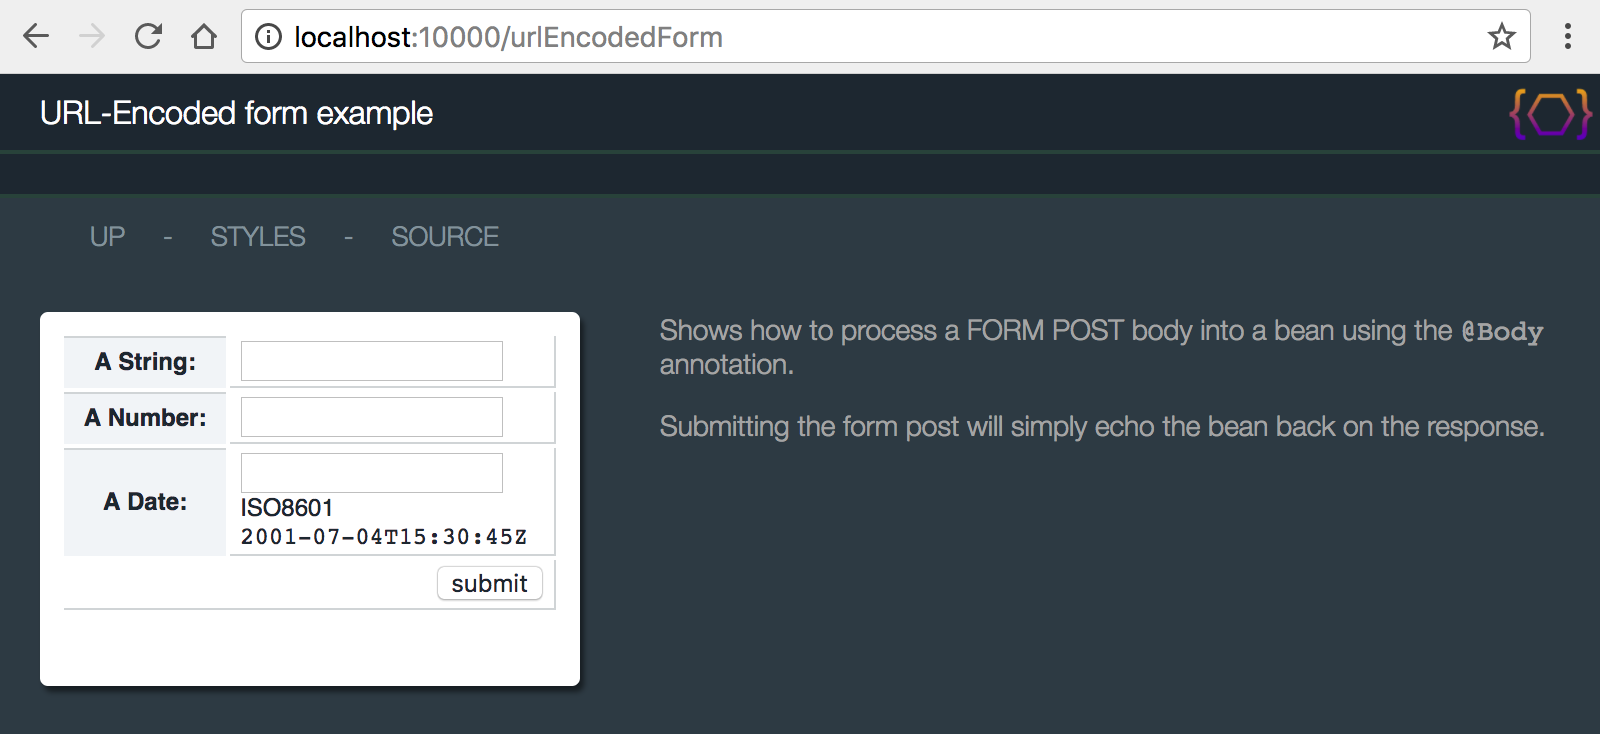 localhost:10000/urlEncodedForm
URL-Encoded form example
UP - STYLES - SOURCE
A String:
A Number:
A Date:
ISO8601
2001-07-04T15:30:45Z
submit
Shows how to process a FORM POST body into a bean using the @Body
annotation.
Submitting the form post will simply echo the bean back on the response.